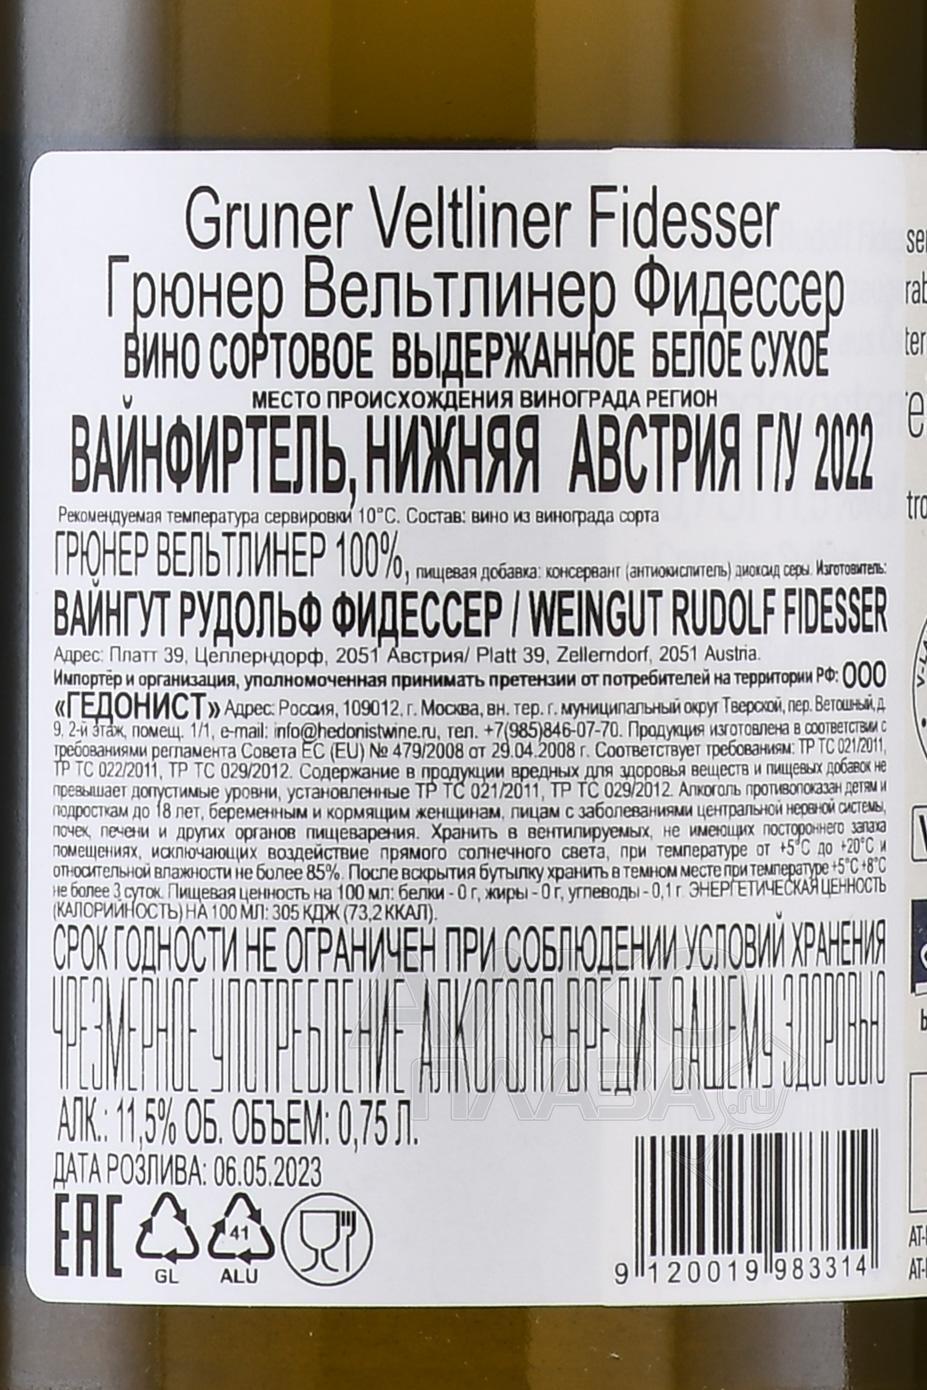 Gruner Veltliner Fidesser
Грюнер Вельтлинер Фидессер
ВИНО СОРТОВОЕ ВЫДЕРЖАННОЕ БЕЛОЕ СУХОЕ
МЕСТО ПРОИСХОЖДЕНИЯ ВИНОГРАДА РЕГИОН
ВАЙНФИРТЕЛЬ, НИЖНЯЯ АВСТРИЯ Г/У 2022
Рекомендуемая температура сервировки 10°С. Состав: вино из винограда сорта
ГРЮНЕР ВЕЛЬТЛИНЕР 100%, пищевая добавка: консервант (антиокислитель) диоксид серы. Изготовитель:
ВАЙНГУТ РУДОЛЬФ ФИДЕССЕР / WEINGUT RUDOLF FIDESSER
Адрес: Платт 39, Целлерндорф, 2051 Австрия/ Platt 39, Zellerndorf, 2051 Austria.
Импортёр и организация, уполномоченная принимать претензии от потребителей на территории РФ: ООО
«ГЕДОНИСТ» Адрес: Россия, 109012, г. Москва, вн. тер. г. муниципальный округ Тверской, пер. Ветошный, д.
9, 2-й этаж, помещ. 1/1, e-mail: info@hedonistwine.ru, тел. +7(985)846-07-70. Продукция изготовлена в соответствии с
требованиями регламента Совета ЕС (EU) № 479/2008 от 29.04.2008 г. Соответствует требованиям: ТР ТС 021/2011,
ТР ТС 022/2011, ТР ТС 029/2012. Содержание в продукции вредных для здоровья веществ и пищевых добавок не
превышает допустимые уровни, установленные ТР ТС 021/2011, ТР ТС 029/2012. Алкоголь противопоказан детям и
подросткам до 18 лет, беременным и кормящим женщинам, лицам с заболеваниями центральной нервной системы,
почек, печени и других органов пищеварения. Хранить в вентилируемых, не имеющих постороннего запаха
помещениях, исключающих воздействие прямого солнечного света, при температуре от +5°С до +20°С и
относительной влажности не более 85%. После вскрытия бутылку хранить в темном месте при температуре +5°С +8°С
не более 3 суток. Пищевая ценность на 100 мл: белки - 0 г, жиры - 0 г, углеводы - 0,1 г. ЭНЕРГЕТИЧЕСКАЯ ЦЕННОСТЬ
(КАЛОРИЙНОСТЬ) НА 100 МЛ: 305 КДЖ (73,2 ККАЛ).
СРОК ГОДНОСТИ НЕ ОГРАНИЧЕН ПРИ СОБЛЮДЕНИИ УСЛОВИЙ ХРАНЕНИЯ
ЧРЕЗМЕРНОЕ УПОТРЕБЛЕНИЕ АЛКОГОЛЯ ВРЕДИТ ВАШЕМУ ЗДОРОВЬЮ
АЛКО
ПЛАЗА.ru
АЛК.: 11,5% ОБ. ОБЪЕМ: 0,75 Л.
ДАТА РОЗЛИВА: 06.05.2023
EAC
GL
41
ALU
9 120019 983314